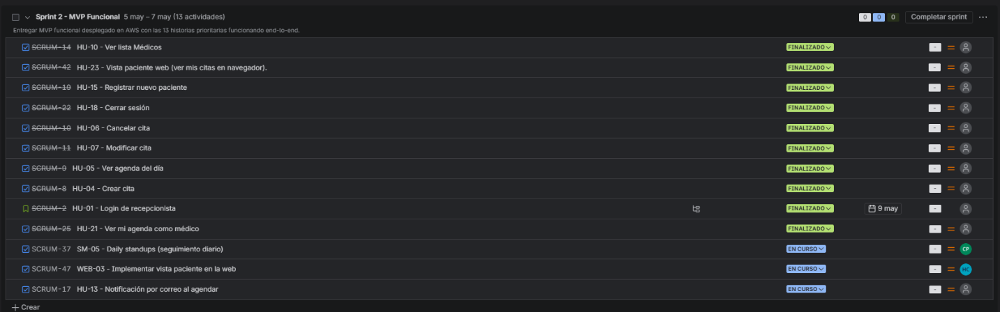 Sprint 2 - MVP Funcional 5 may – 7 may (13 actividades) 0 0 0 Completar sprint ...
Entregar MVP funcional desplegado en AWS con las 13 historias prioritarias funcionando end-to-end.
SCRUM-14 HU-10 - Ver lista Médicos FINALIZADO -
SCRUM-42 HU-23 - Vista paciente web (ver mis citas en navegador). FINALIZADO -
SCRUM-19 HU-15 - Registrar nuevo paciente FINALIZADO -
SCRUM-22 HU-18 - Cerrar sesión FINALIZADO -
SCRUM-10 HU-06 - Cancelar cita FINALIZADO -
SCRUM-11 HU-07 - Modificar cita FINALIZADO -
SCRUM-9 HU-05 - Ver agenda del día FINALIZADO -
SCRUM-8 HU-04 - Crear cita FINALIZADO -
SCRUM-2 HU-01 - Login de recepcionista FINALIZADO 9 may -
SCRUM-25 HU-21 - Ver mi agenda como médico FINALIZADO -
SCRUM-37 SM-05 - Daily standups (seguimiento diario) EN CURSO - CP
SCRUM-47 WEB-03 - Implementar vista paciente en la web EN CURSO - HC
SCRUM-17 HU-13 - Notificación por correo al agendar EN CURSO -
+ Crear